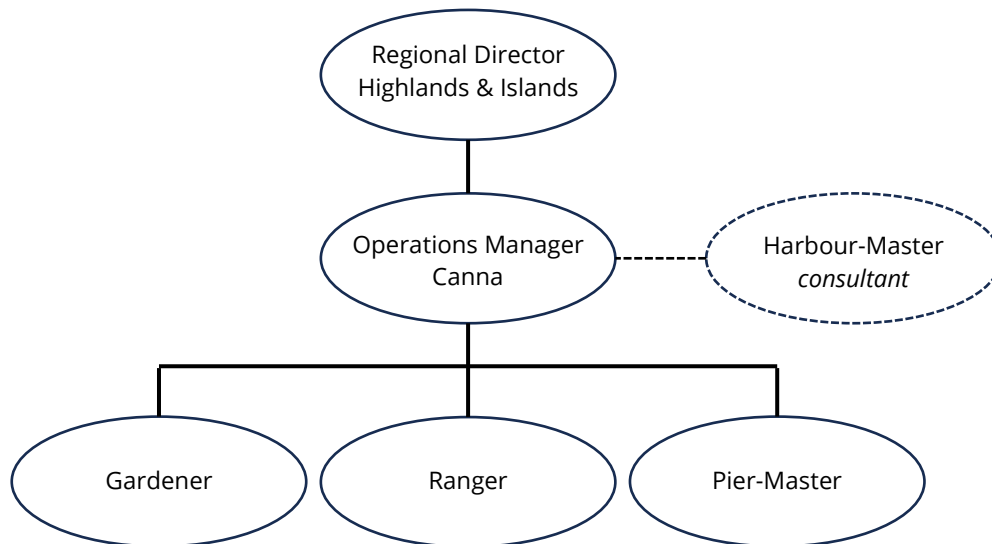 Regional Director
Highlands & Islands
Operations Manager
Canna
Harbour-Master
consultant
Gardener
Ranger
Pier-Master